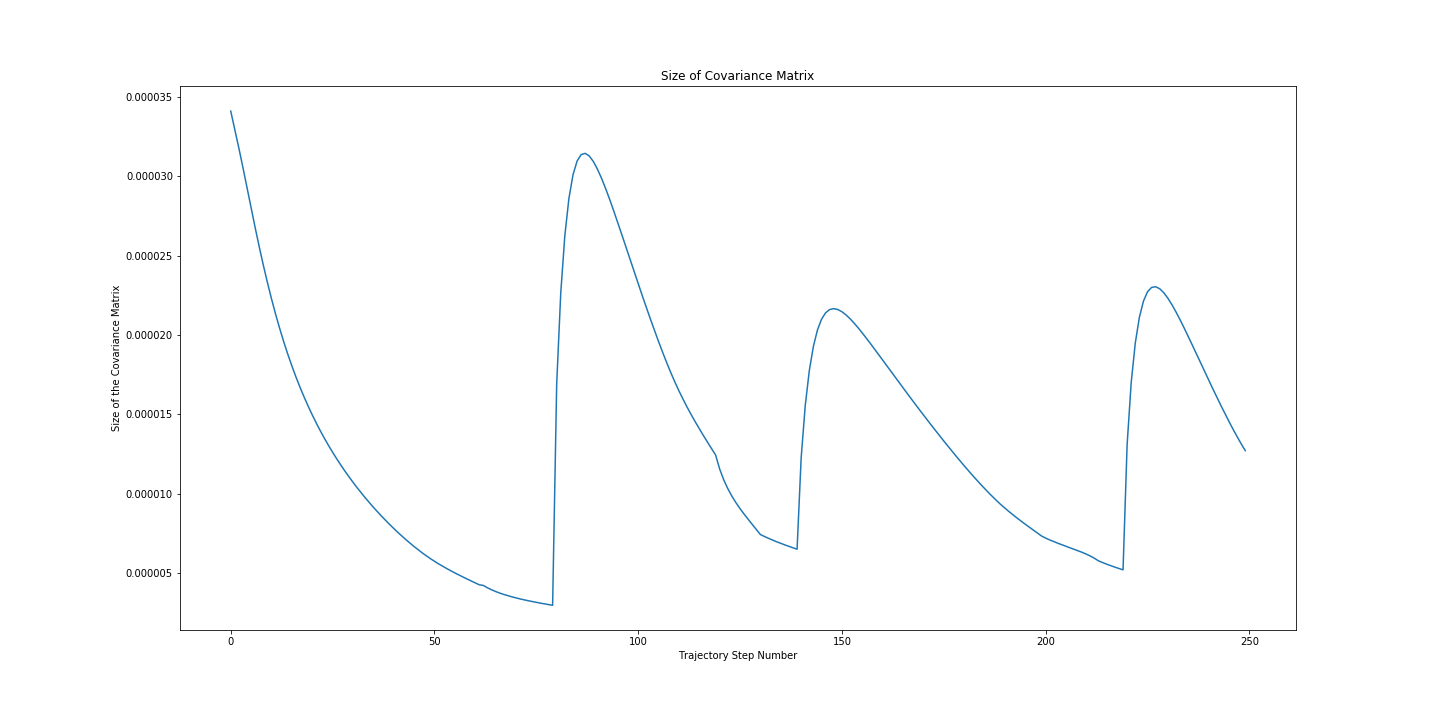 Size of Covariance Matrix
0.000035
0.000030
0.000025
0.000020
0.000015
0.000010
0.000005
Size of the Covariance Matrix
0 50 100 150 200 250
Trajectory Step Number